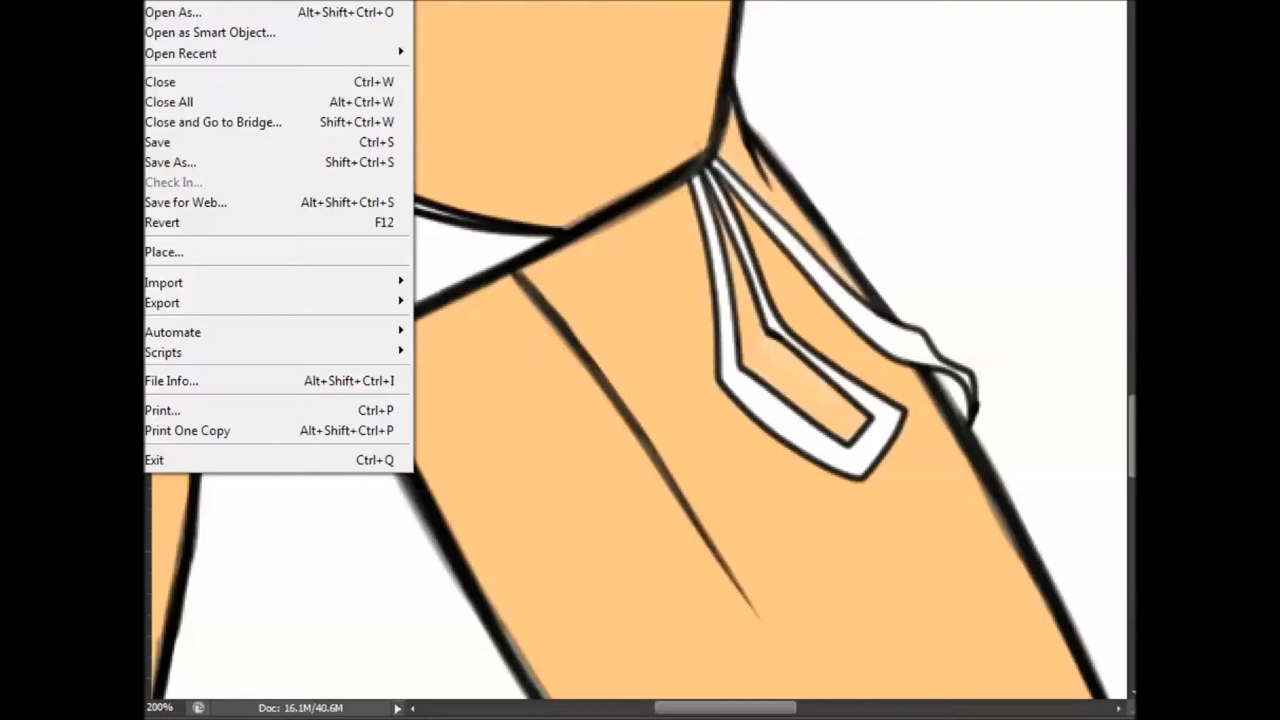 Open As... Alt+Shift+Ctrl+O
Open as Smart Object...
Open Recent
Close Ctrl+W
Close All Alt+Ctrl+W
Close and Go to Bridge... Shift+Ctrl+W
Save Ctrl+S
Save As... Shift+Ctrl+S
Check In...
Save for Web... Alt+Shift+Ctrl+S
Revert F12
Place...
Import
Export
Automate
Scripts
File Info... Alt+Shift+Ctrl+I
Print... Ctrl+P
Print One Copy Alt+Shift+Ctrl+P
Exit Ctrl+Q
200% Doc: 16.1M/40.6M